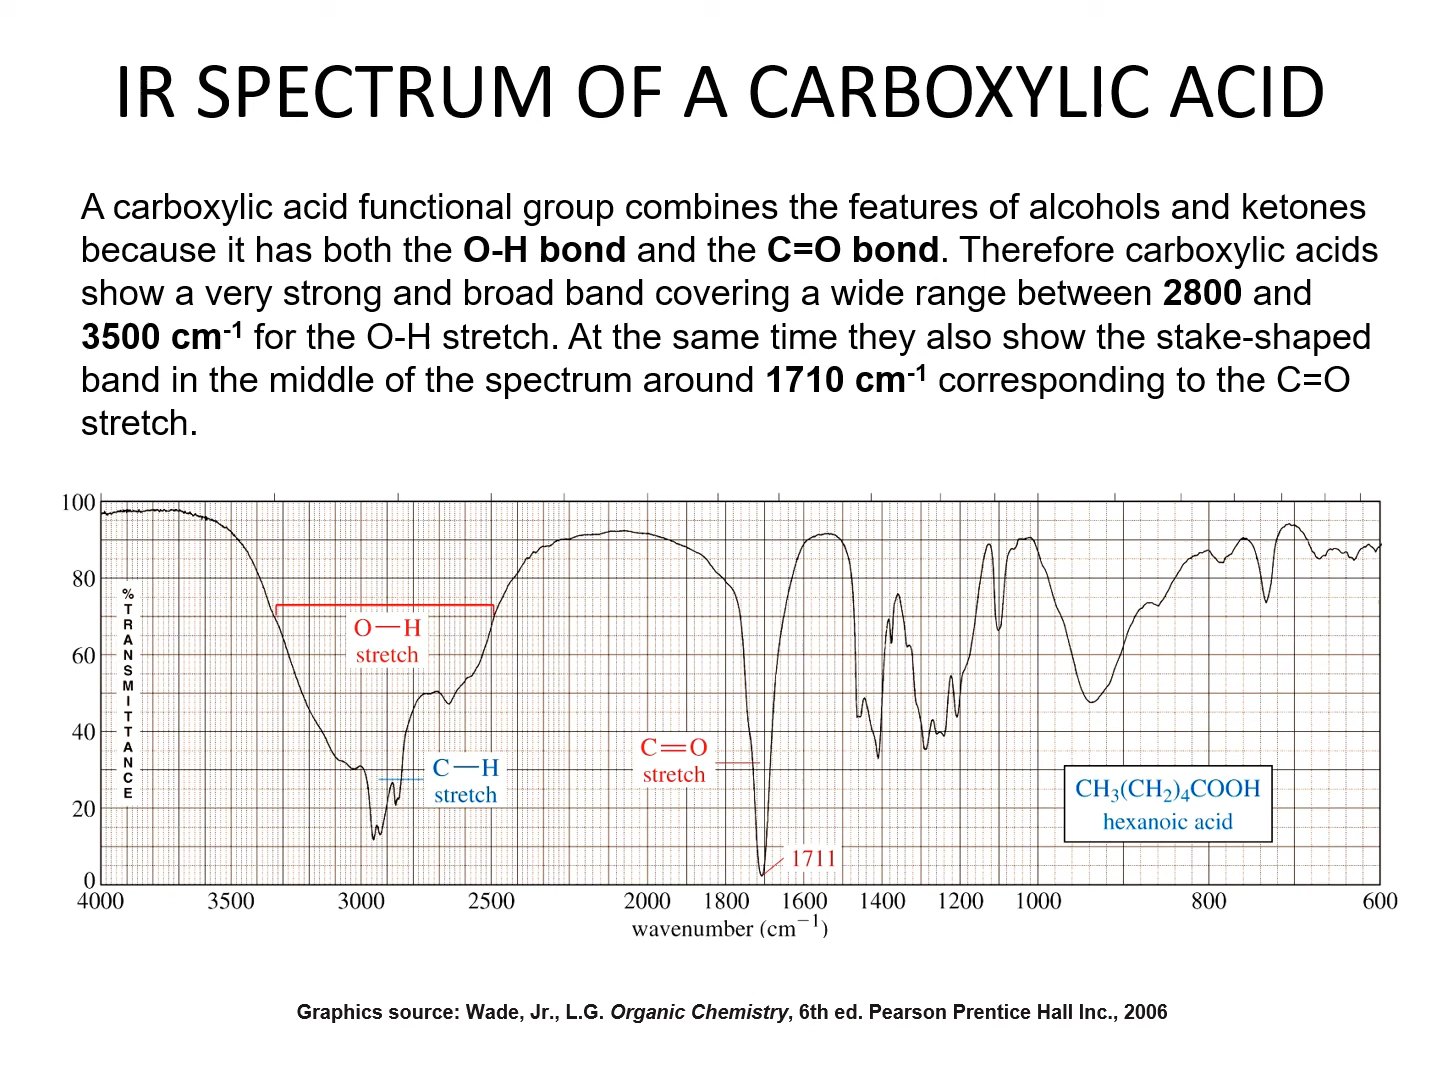 IR SPECTRUM OF A CARBOXYLIC ACID
A carboxylic acid functional group combines the features of alcohols and ketones
because it has both the O-H bond and the C=O bond. Therefore carboxylic acids
show a very strong and broad band covering a wide range between 2800 and
3500 cm-1 for the O-H stretch. At the same time they also show the stake-shaped
band in the middle of the spectrum around 1710 cm-1 corresponding to the C=O
stretch.
100
80
60
40
20
0
% TRANSMITTANCE
O—H
stretch
C—H
stretch
C=O
stretch
1711
CH3(CH2)4COOH
hexanoic acid
4000 3500 3000 2500 2000 1800 1600 1400 1200 1000 800 600
wavenumber (cm−1)
Graphics source: Wade, Jr., L.G. Organic Chemistry, 6th ed. Pearson Prentice Hall Inc., 2006